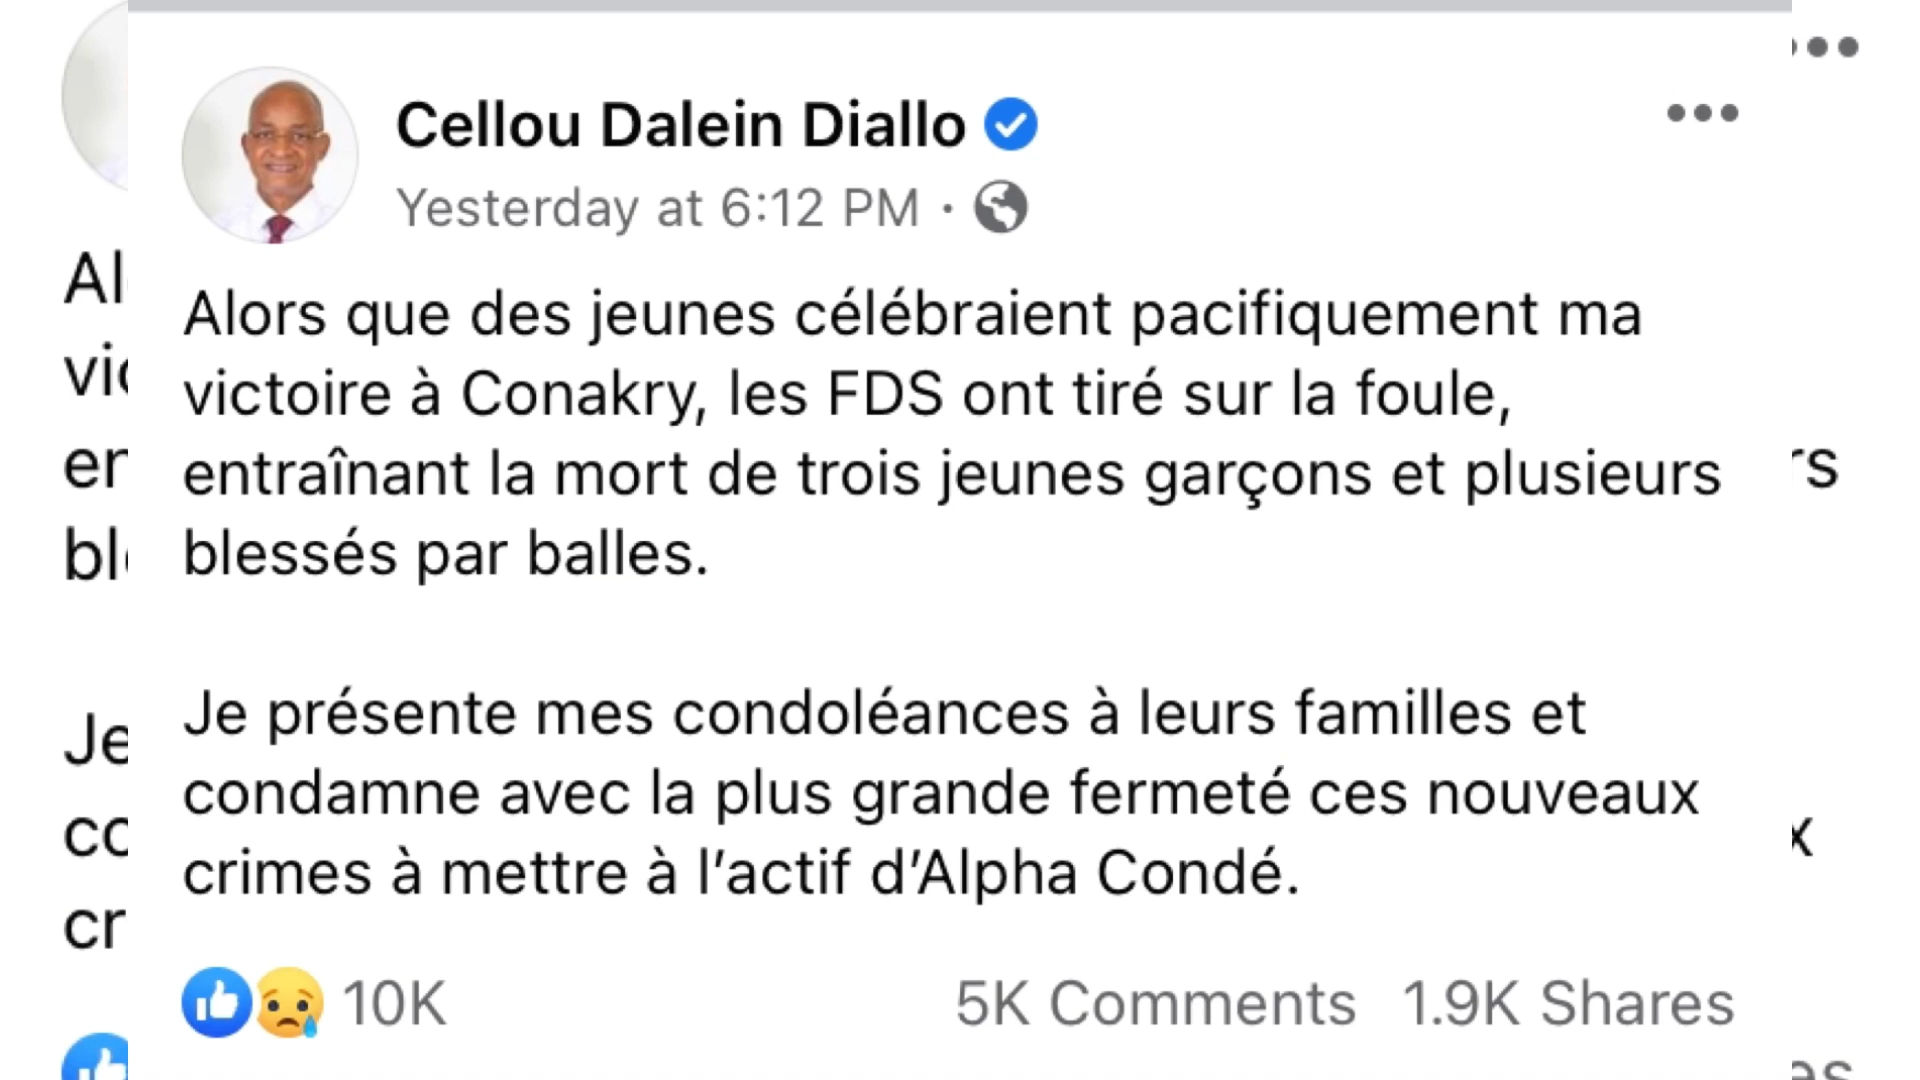 Cellou Dalein Diallo
Yesterday at 6:12 PM ·
Alors que des jeunes célébraient pacifiquement ma
victoire à Conakry, les FDS ont tiré sur la foule,
entraînant la mort de trois jeunes garçons et plusieurs
blessés par balles.
Je présente mes condoléances à leurs familles et
condamne avec la plus grande fermeté ces nouveaux
crimes à mettre à l’actif d’Alpha Condé.
10K 5K Comments 1.9K Shares